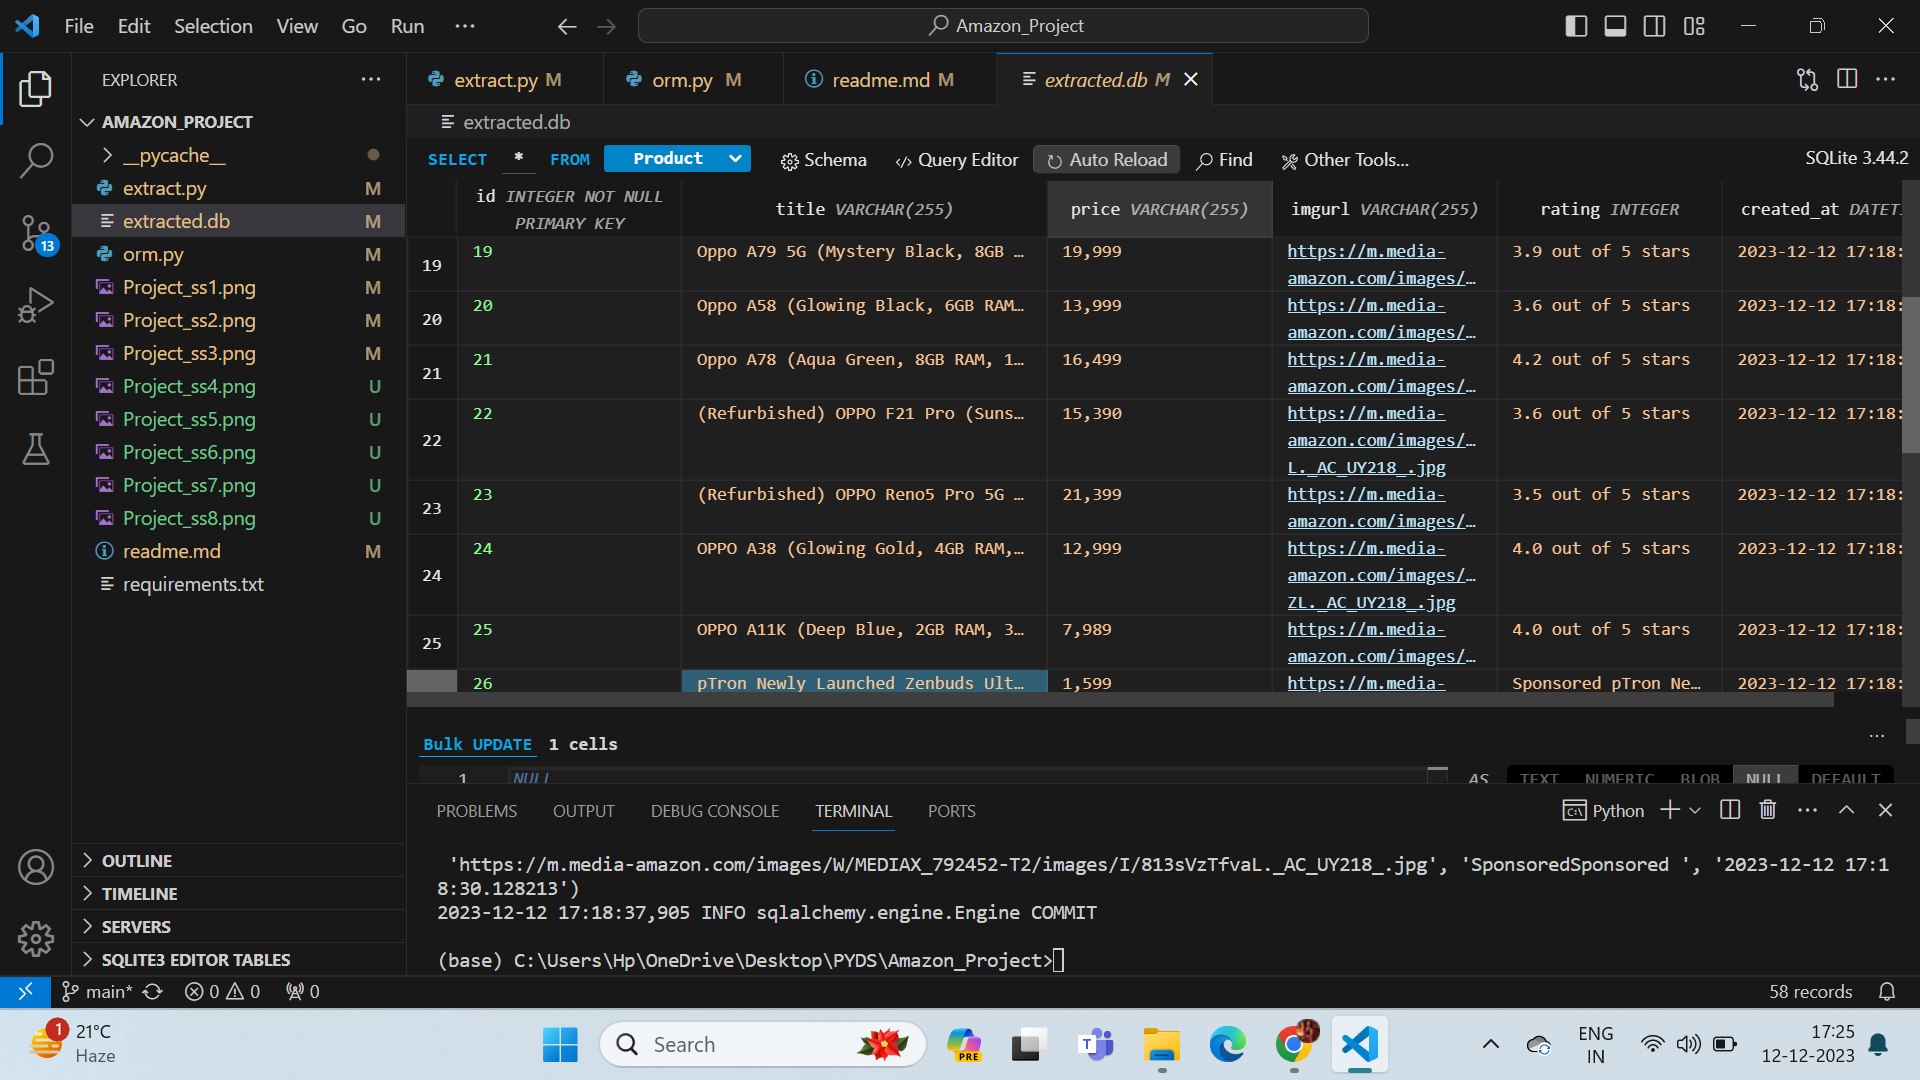 File Edit Selection View Go Run ···
Amazon_Project
EXPLORER ···
extract.py M
orm.py M
readme.md M
extracted.db M
AMAZON_PROJECT
__pycache__
extract.py M
extracted.db M
orm.py M
Project_ss1.png M
Project_ss2.png M
Project_ss3.png M
Project_ss4.png U
Project_ss5.png U
Project_ss6.png U
Project_ss7.png U
Project_ss8.png U
readme.md M
requirements.txt
13
OUTLINE
TIMELINE
SERVERS
SQLITE3 EDITOR TABLES
extracted.db
SELECT * FROM Product Schema Query Editor Auto Reload Find Other Tools... SQLite 3.44.2
id INTEGER NOT NULL PRIMARY KEY title VARCHAR(255) price VARCHAR(255) imgurl VARCHAR(255) rating INTEGER created_at DATETI
19 19 Oppo A79 5G (Mystery Black, 8GB … 19,999 https://m.media-amazon.com/images/… 3.9 out of 5 stars 2023-12-12 17:18:
20 20 Oppo A58 (Glowing Black, 6GB RAM… 13,999 https://m.media-amazon.com/images/… 3.6 out of 5 stars 2023-12-12 17:18:
21 21 Oppo A78 (Aqua Green, 8GB RAM, 1… 16,499 https://m.media-amazon.com/images/… 4.2 out of 5 stars 2023-12-12 17:18:
22 22 (Refurbished) OPPO F21 Pro (Suns… 15,390 https://m.media-amazon.com/images/… L._AC_UY218_.jpg 3.6 out of 5 stars 2023-12-12 17:18:
23 23 (Refurbished) OPPO Reno5 Pro 5G … 21,399 https://m.media-amazon.com/images/… 3.5 out of 5 stars 2023-12-12 17:18:
24 24 OPPO A38 (Glowing Gold, 4GB RAM,… 12,999 https://m.media-amazon.com/images/… ZL._AC_UY218_.jpg 4.0 out of 5 stars 2023-12-12 17:18:
25 25 OPPO A11K (Deep Blue, 2GB RAM, 3… 7,989 https://m.media-amazon.com/images/… 4.0 out of 5 stars 2023-12-12 17:18:
26 pTron Newly Launched Zenbuds Ult… 1,599 https://m.media- Sponsored pTron Ne… 2023-12-12 17:18:
Bulk UPDATE 1 cells ...
1 NULL AS TEXT NUMERIC BLOB NULL DEFAULT
PROBLEMS OUTPUT DEBUG CONSOLE TERMINAL PORTS Python
'https://m.media-amazon.com/images/W/MEDIAX_792452-T2/images/I/813sVzTfvaL._AC_UY218_.jpg', 'SponsoredSponsored ', '2023-12-12 17:1
8:30.128213')
2023-12-12 17:18:37,905 INFO sqlalchemy.engine.Engine COMMIT
(base) C:\Users\Hp\OneDrive\Desktop\PYDS\Amazon_Project>
main* 0 0 0 58 records
1 21°C
Haze
Search
PRE
T
ENG
IN
17:25
12-12-2023